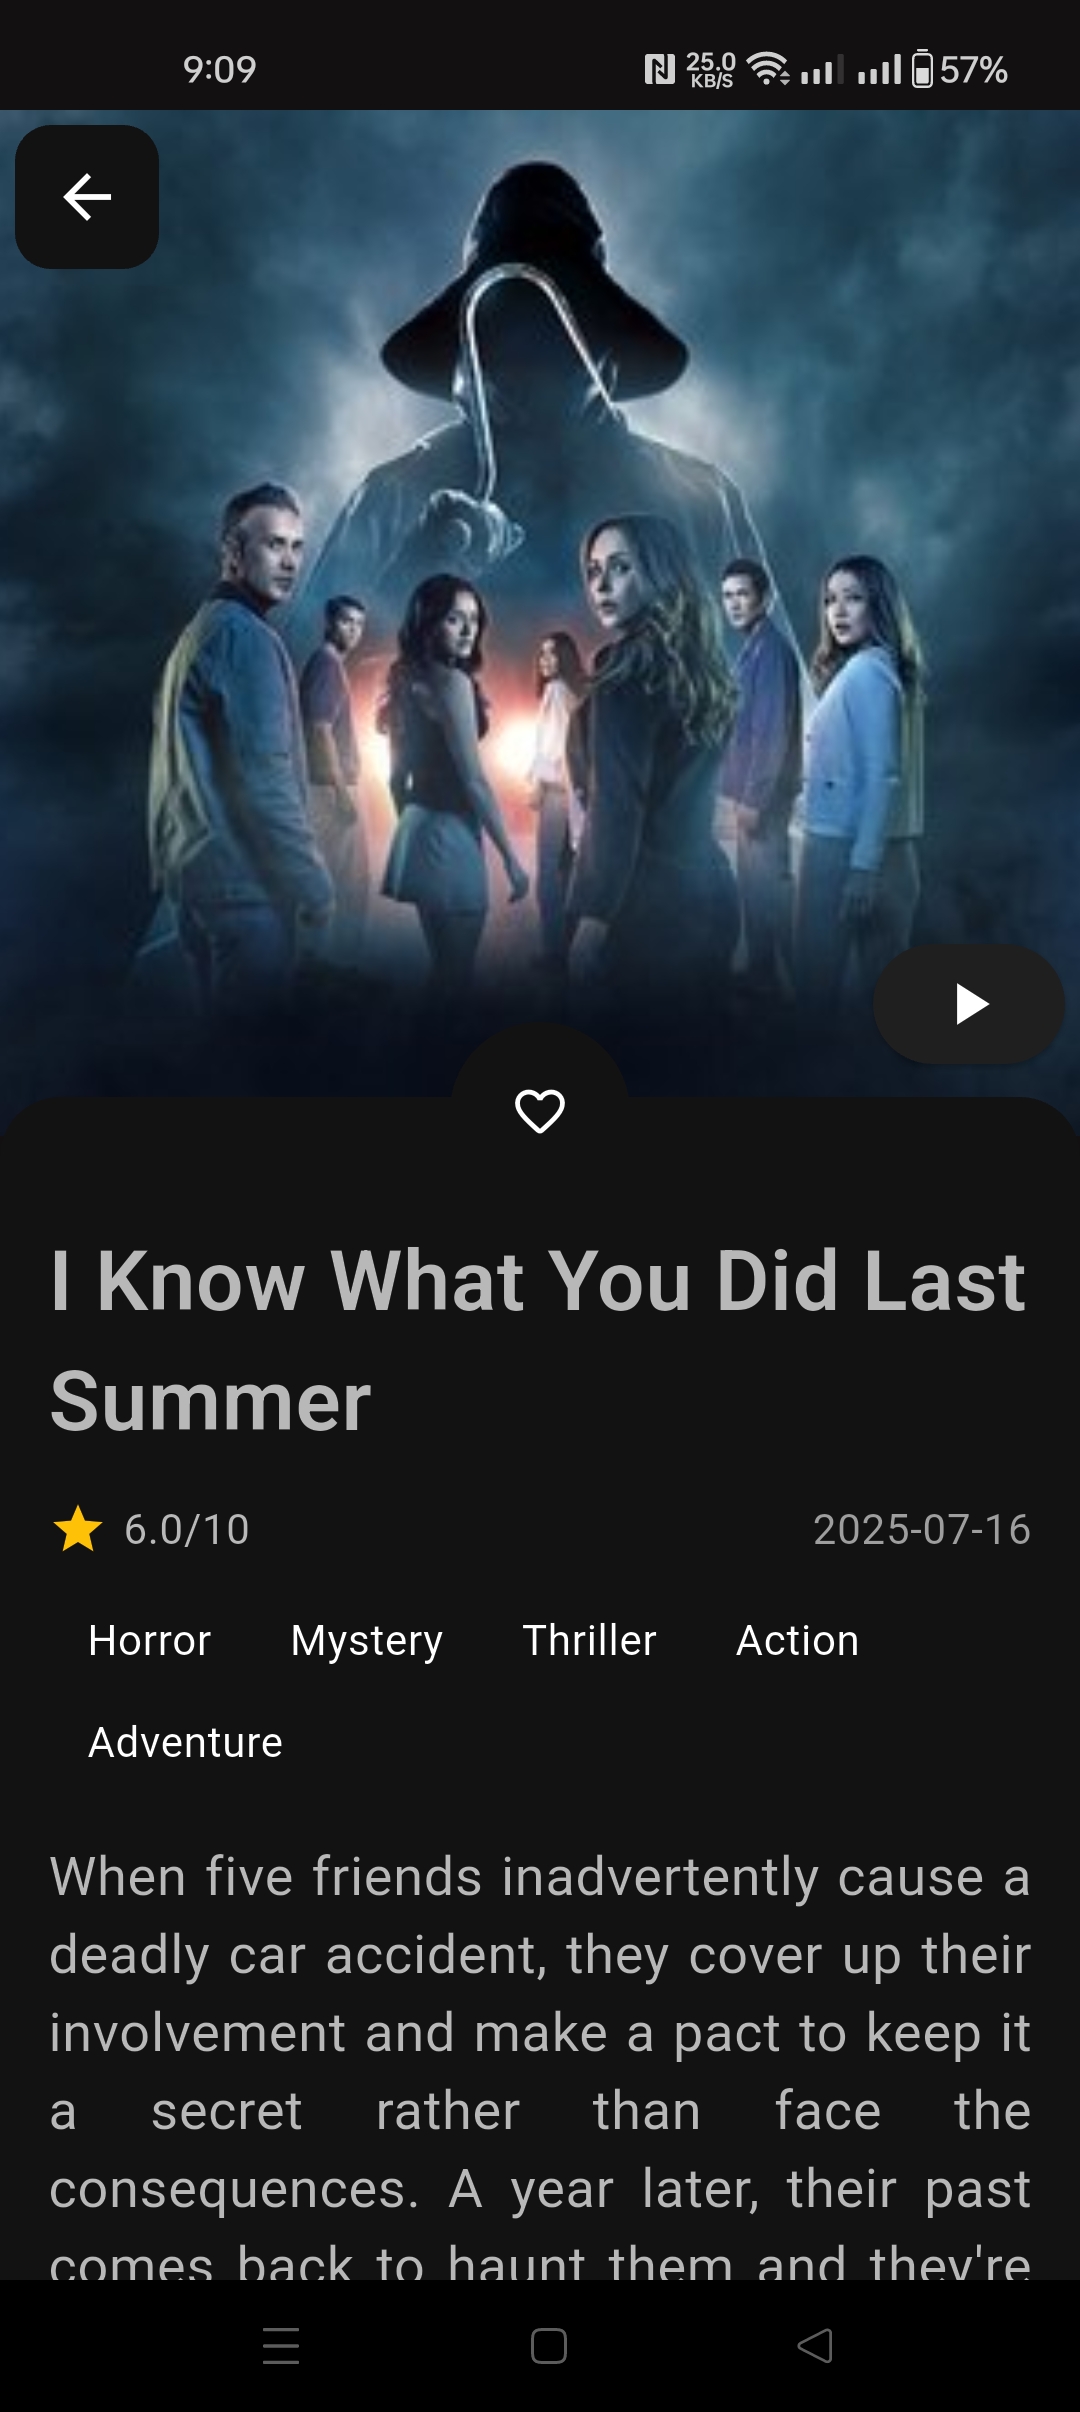 9:09
25.0
KB/S
57%
I Know What You Did Last
Summer
6.0/10
2025-07-16
Horror Mystery Thriller Action
Adventure
When five friends inadvertently cause a
deadly car accident, they cover up their
involvement and make a pact to keep it
a secret rather than face the
consequences. A year later, their past
comes back to haunt them and they're